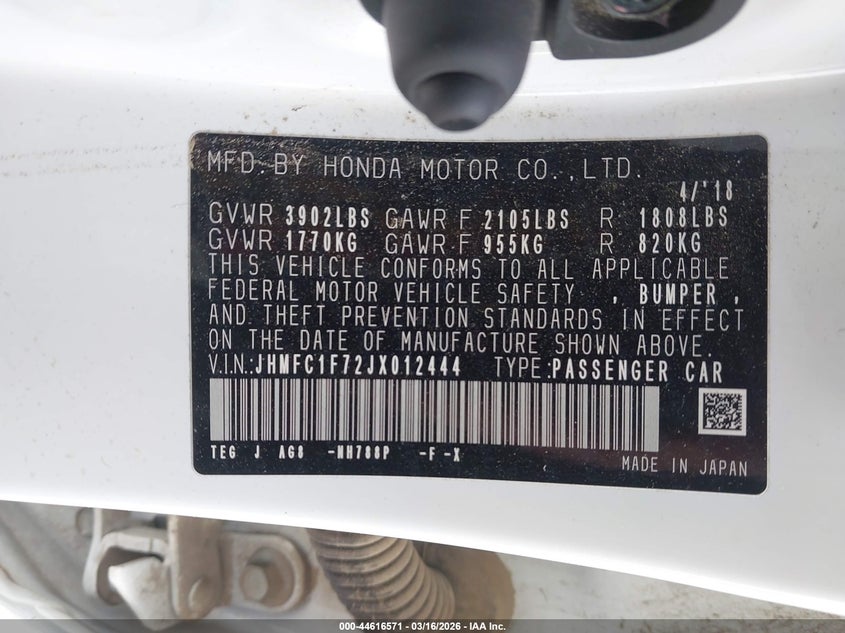 MFD. BY HONDA MOTOR CO., LTD.
4/'18
GVWR 3902LBS GAWR F 2105LBS R 1808LBS
GVWR 1770KG GAWR F 955KG R 820KG
THIS VEHICLE CONFORMS TO ALL APPLICABLE
FEDERAL MOTOR VEHICLE SAFETY , BUMPER ,
AND THEFT PREVENTION STANDARDS IN EFFECT
ON THE DATE OF MANUFACTURE SHOWN ABOVE.
V.I.N.:JHMFC1F72JX012444 TYPE:PASSENGER CAR
TEG J AG8 -NH788P -F -X
MADE IN JAPAN
000-44616571 - 03/16/2026 - IAA Inc.